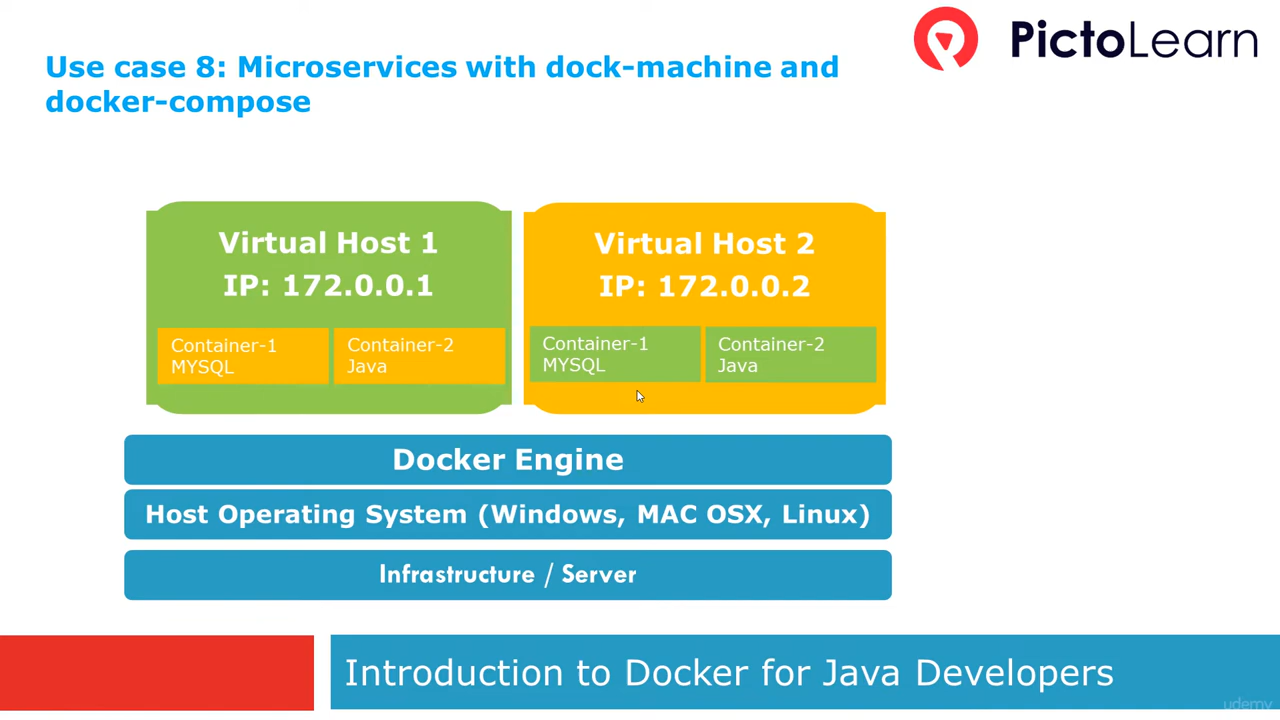 PictoLearn
Use case 8: Microservices with dock-machine and
docker-compose
Virtual Host 1
IP: 172.0.0.1
Container-1
MYSQL
Container-2
Java
Virtual Host 2
IP: 172.0.0.2
Container-1
MYSQL
Container-2
Java
Docker Engine
Host Operating System (Windows, MAC OSX, Linux)
Infrastructure / Server
Introduction to Docker for Java Developers
udemy